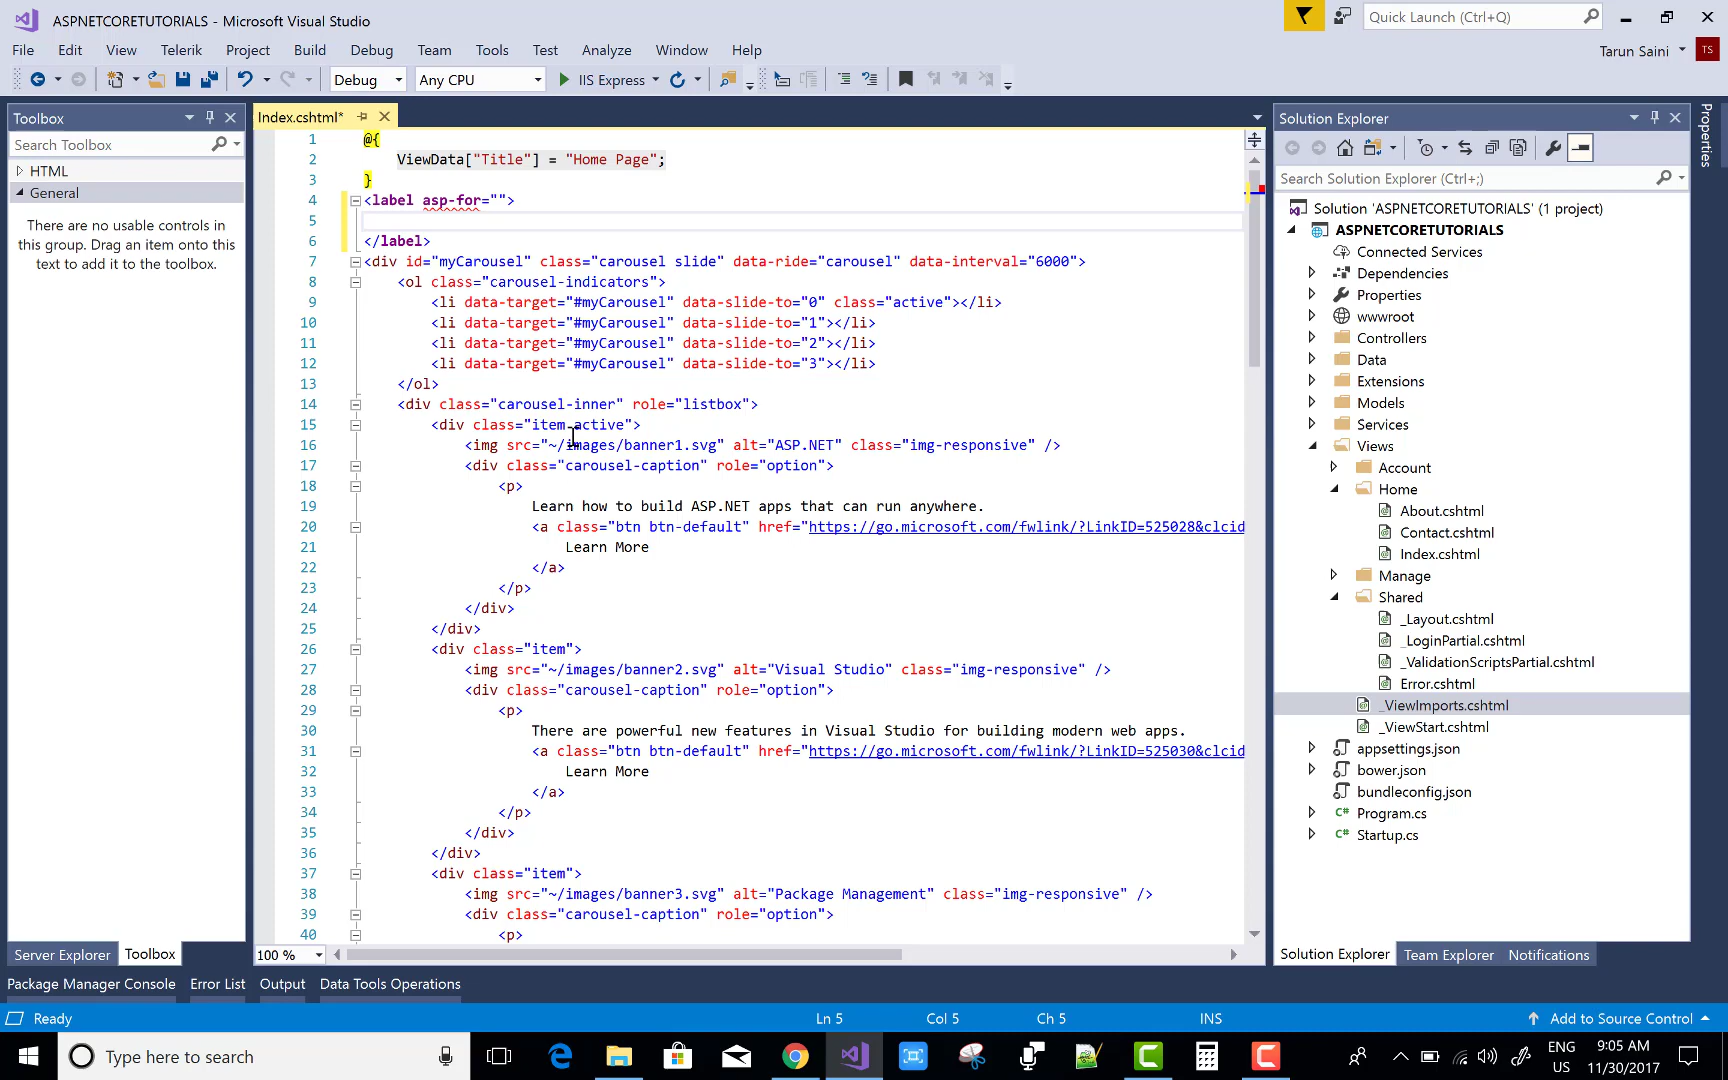 ASPNETCORETUTORIALS - Microsoft Visual Studio
Quick Launch (Ctrl+Q)
File Edit View Telerik Project Build Debug Team Tools Test Analyze Window Help
Tarun Saini TS
Debug Any CPU IIS Express
Toolbox
Search Toolbox
HTML
General
There are no usable controls in
this group. Drag an item onto this
text to add it to the toolbox.
Server Explorer Toolbox
Index.cshtml*
1 @{
2 ViewData["Title"] = "Home Page";
3 }
4 <label asp-for="">
5
6 </label>
7 <div id="myCarousel" class="carousel slide" data-ride="carousel" data-interval="6000">
8 <ol class="carousel-indicators">
9 <li data-target="#myCarousel" data-slide-to="0" class="active"></li>
10 <li data-target="#myCarousel" data-slide-to="1"></li>
11 <li data-target="#myCarousel" data-slide-to="2"></li>
12 <li data-target="#myCarousel" data-slide-to="3"></li>
13 </ol>
14 <div class="carousel-inner" role="listbox">
15 <div class="item active">
16 <img src="~/images/banner1.svg" alt="ASP.NET" class="img-responsive" />
17 <div class="carousel-caption" role="option">
18 <p>
19 Learn how to build ASP.NET apps that can run anywhere.
20 <a class="btn btn-default" href="https://go.microsoft.com/fwlink/?LinkID=525028&clcid
21 Learn More
22 </a>
23 </p>
24 </div>
25 </div>
26 <div class="item">
27 <img src="~/images/banner2.svg" alt="Visual Studio" class="img-responsive" />
28 <div class="carousel-caption" role="option">
29 <p>
30 There are powerful new features in Visual Studio for building modern web apps.
31 <a class="btn btn-default" href="https://go.microsoft.com/fwlink/?LinkID=525030&clcid
32 Learn More
33 </a>
34 </p>
35 </div>
36 </div>
37 <div class="item">
38 <img src="~/images/banner3.svg" alt="Package Management" class="img-responsive" />
39 <div class="carousel-caption" role="option">
40 <p>
100 %
Solution Explorer
Search Solution Explorer (Ctrl+;)
Solution 'ASPNETCORETUTORIALS' (1 project)
ASPNETCORETUTORIALS
Connected Services
Dependencies
Properties
wwwroot
Controllers
Data
Extensions
Models
Services
Views
Account
Home
About.cshtml
Contact.cshtml
Index.cshtml
Manage
Shared
_Layout.cshtml
_LoginPartial.cshtml
_ValidationScriptsPartial.cshtml
Error.cshtml
_ViewImports.cshtml
_ViewStart.cshtml
appsettings.json
bower.json
bundleconfig.json
Program.cs
Startup.cs
Solution Explorer Team Explorer Notifications
Properties
Package Manager Console Error List Output Data Tools Operations
Ready Ln 5 Col 5 Ch 5 INS Add to Source Control
Type here to search
ENG
US
9:05 AM
11/30/2017